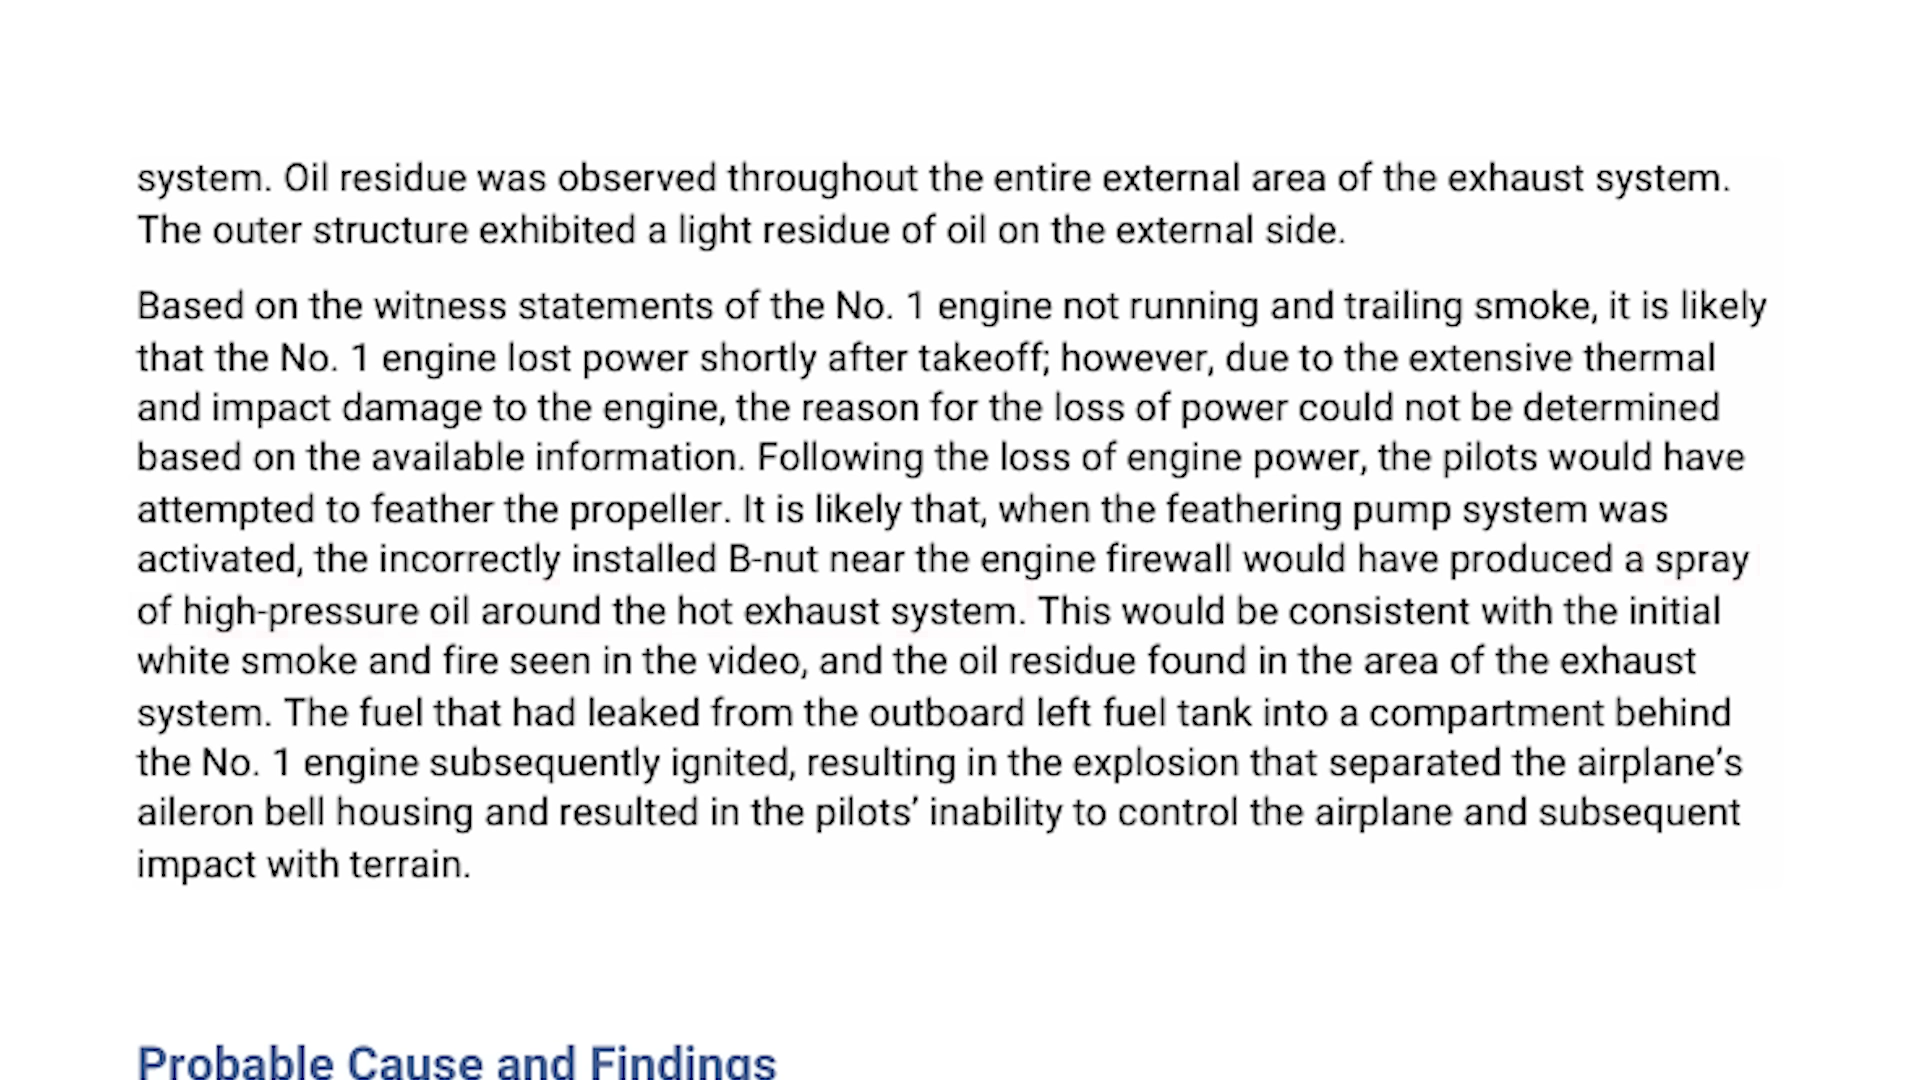 system. Oil residue was observed throughout the entire external area of the exhaust system.
The outer structure exhibited a light residue of oil on the external side.
Based on the witness statements of the No. 1 engine not running and trailing smoke, it is likely
that the No. 1 engine lost power shortly after takeoff; however, due to the extensive thermal
and impact damage to the engine, the reason for the loss of power could not be determined
based on the available information. Following the loss of engine power, the pilots would have
attempted to feather the propeller. It is likely that, when the feathering pump system was
activated, the incorrectly installed B-nut near the engine firewall would have produced a spray
of high-pressure oil around the hot exhaust system. This would be consistent with the initial
white smoke and fire seen in the video, and the oil residue found in the area of the exhaust
system. The fuel that had leaked from the outboard left fuel tank into a compartment behind
the No. 1 engine subsequently ignited, resulting in the explosion that separated the airplane’s
aileron bell housing and resulted in the pilots’ inability to control the airplane and subsequent
impact with terrain.
Probable Cause and Findings